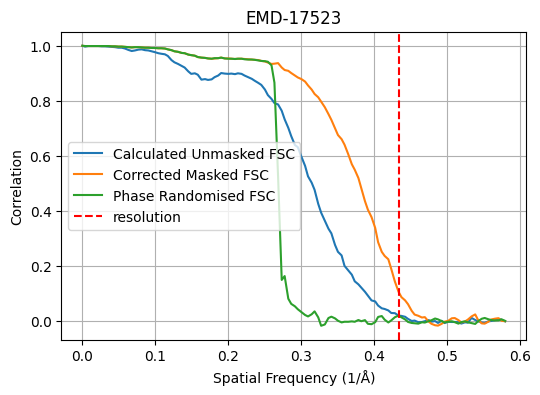 EMD-17523
1.0
0.8
0.6
0.4
0.2
0.0
Correlation
Calculated Unmasked FSC
Corrected Masked FSC
Phase Randomised FSC
resolution
0.0 0.1 0.2 0.3 0.4 0.5 0.6
Spatial Frequency (1/Å)